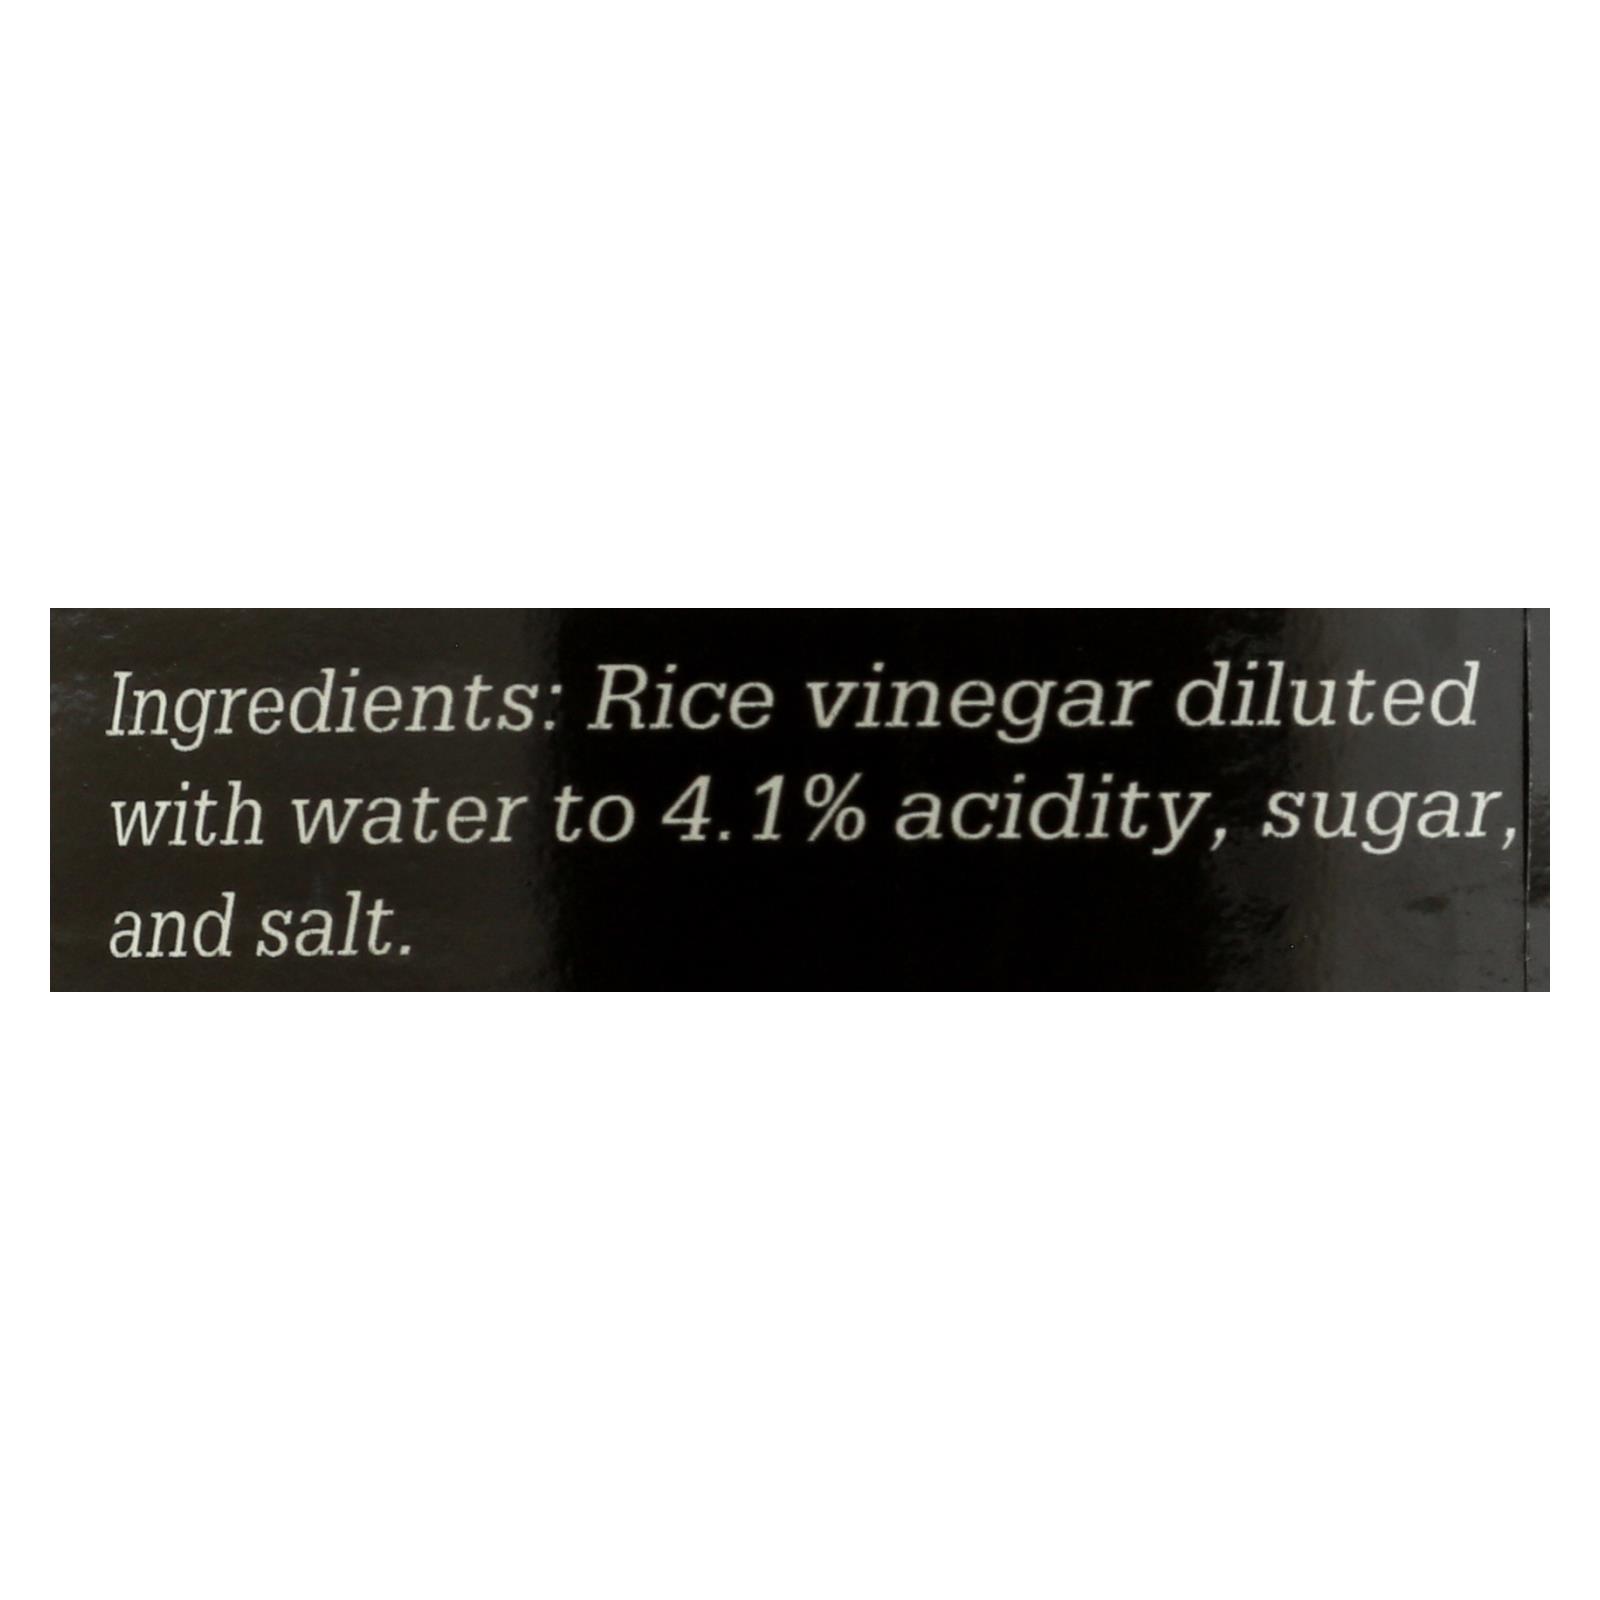 Ingredients: Rice vinegar diluted
with water to 4.1% acidity, sugar,
and salt.